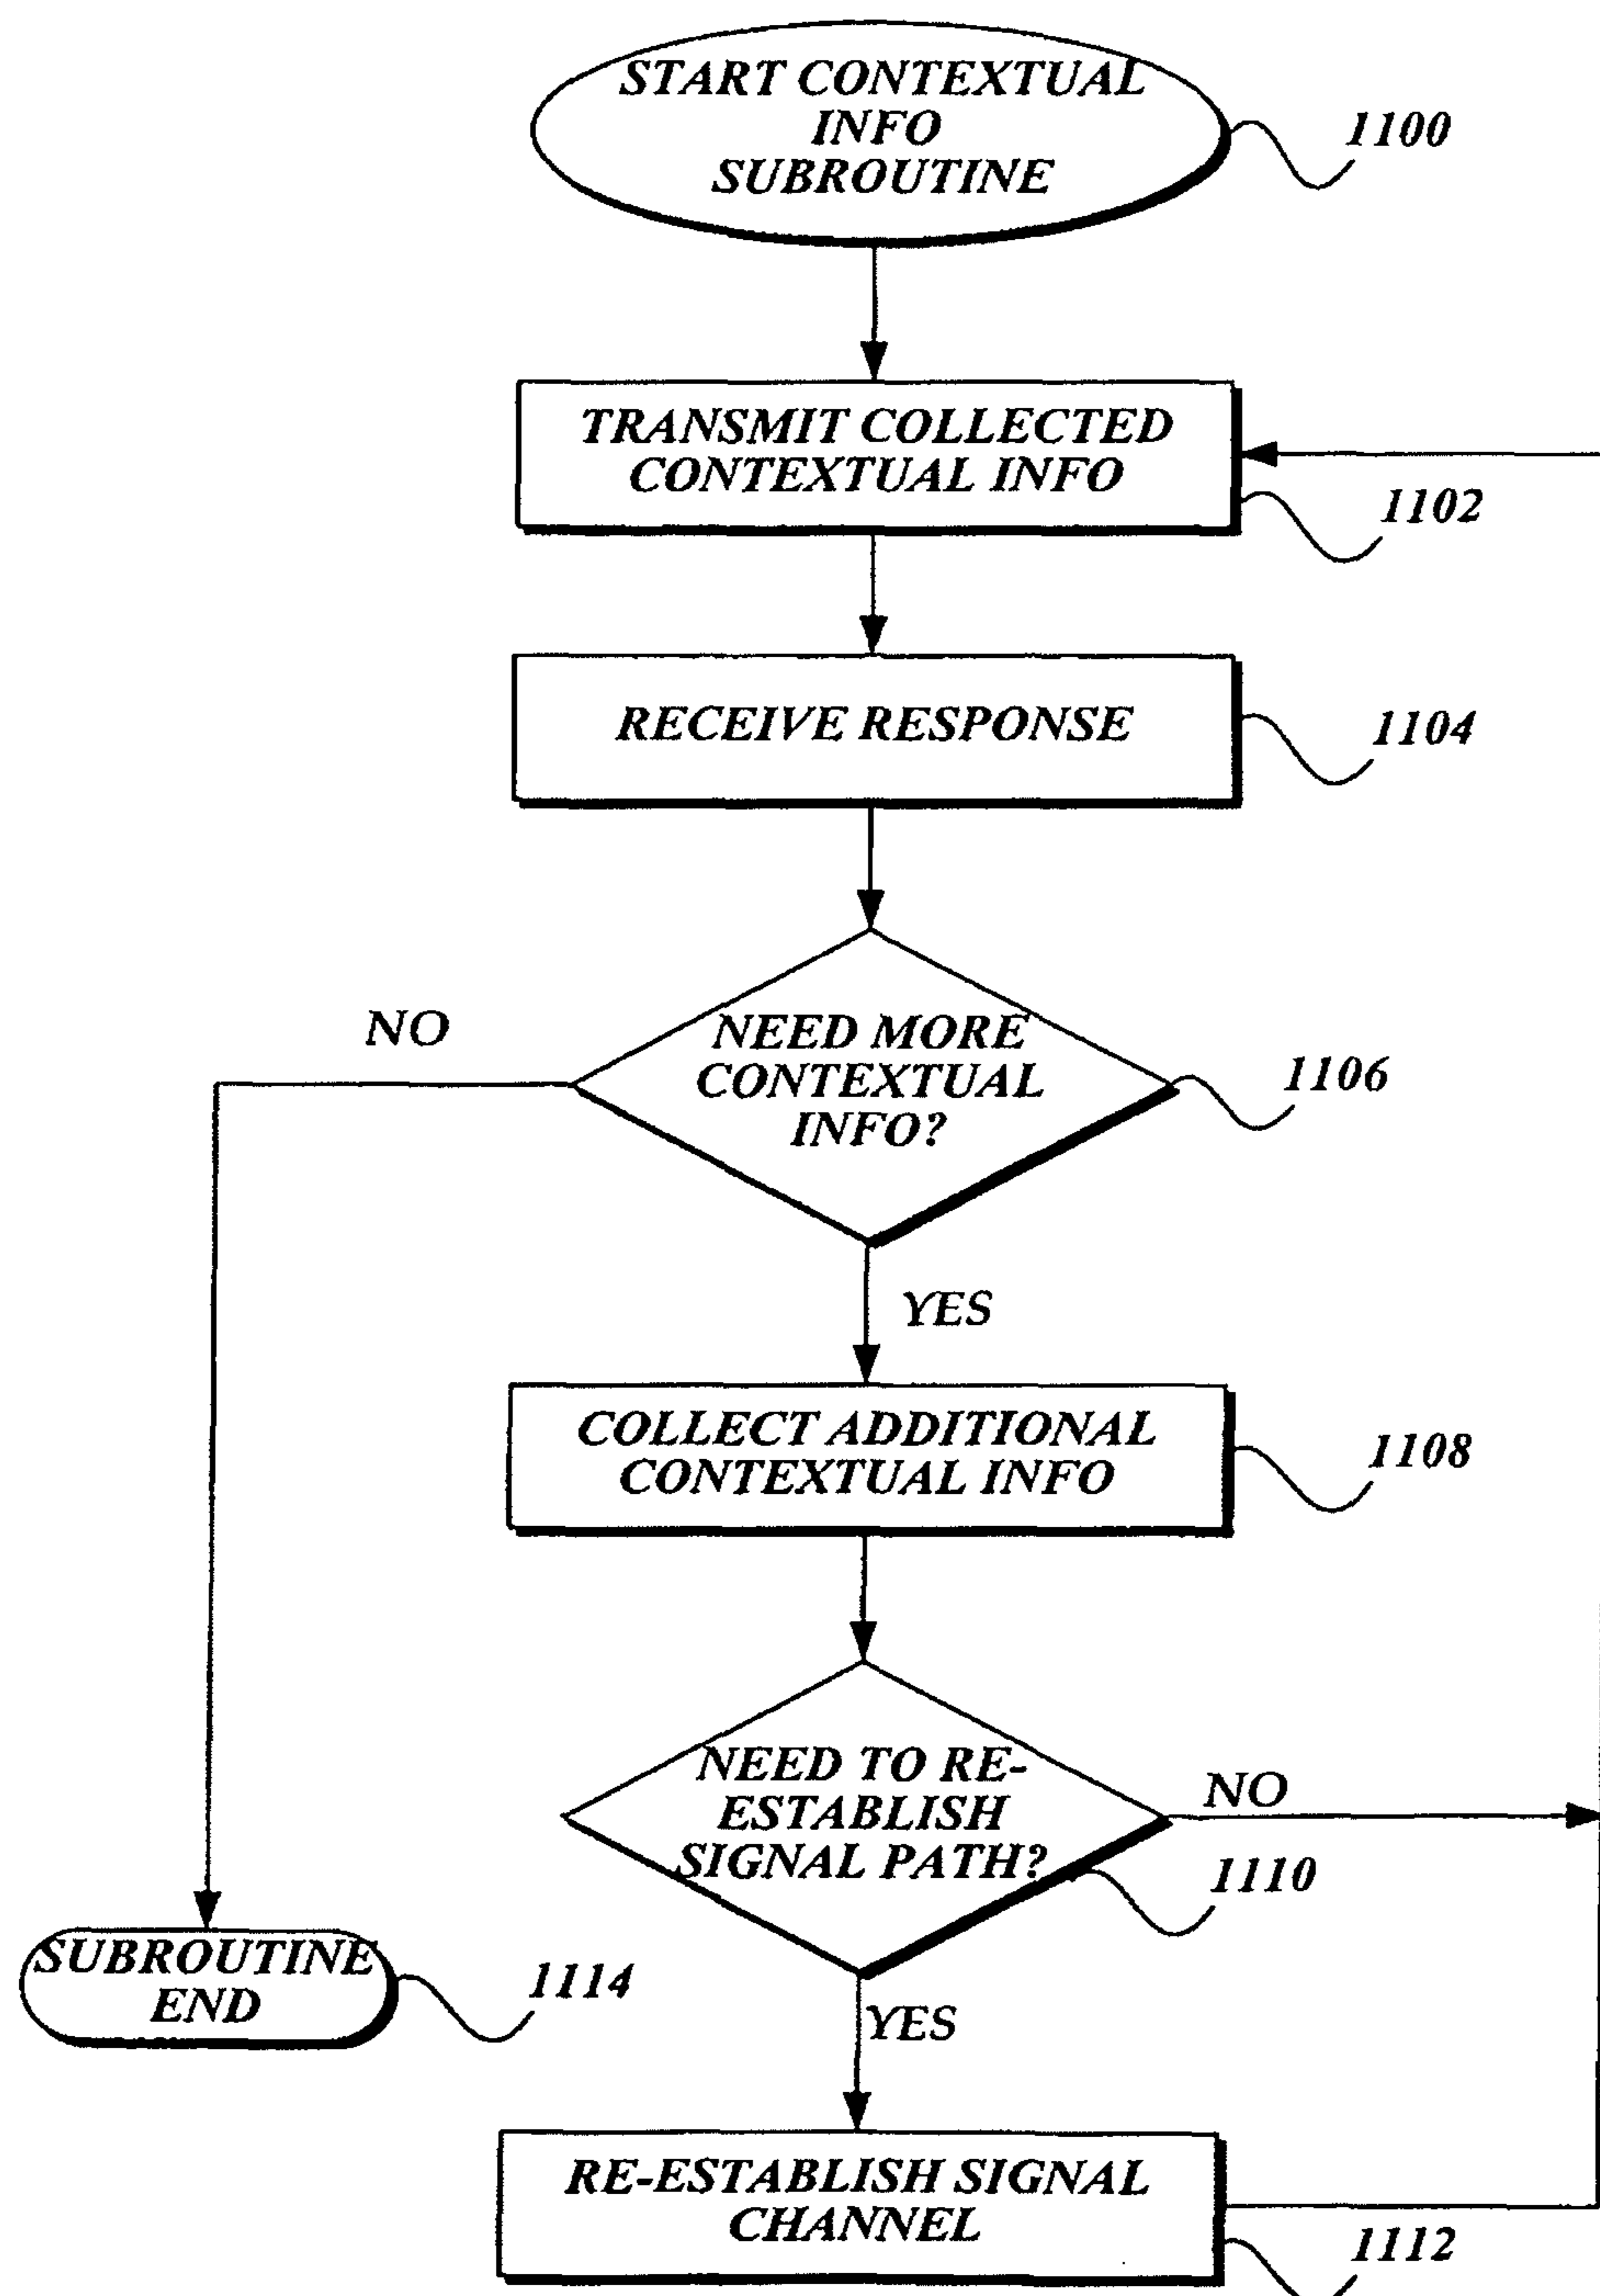 START CONTEXTUAL
INFO
SUBROUTINE
1100
TRANSMIT COLLECTED
CONTEXTUAL INFO
1102
RECEIVE RESPONSE
1104
NO
NEED MORE
CONTEXTUAL
INFO?
1106
YES
COLLECT ADDITIONAL
CONTEXTUAL INFO
1108
NEED TO RE-
ESTABLISH
SIGNAL PATH?
NO
1110
SUBROUTINE
END
1114
YES
RE-ESTABLISH SIGNAL
CHANNEL
1112